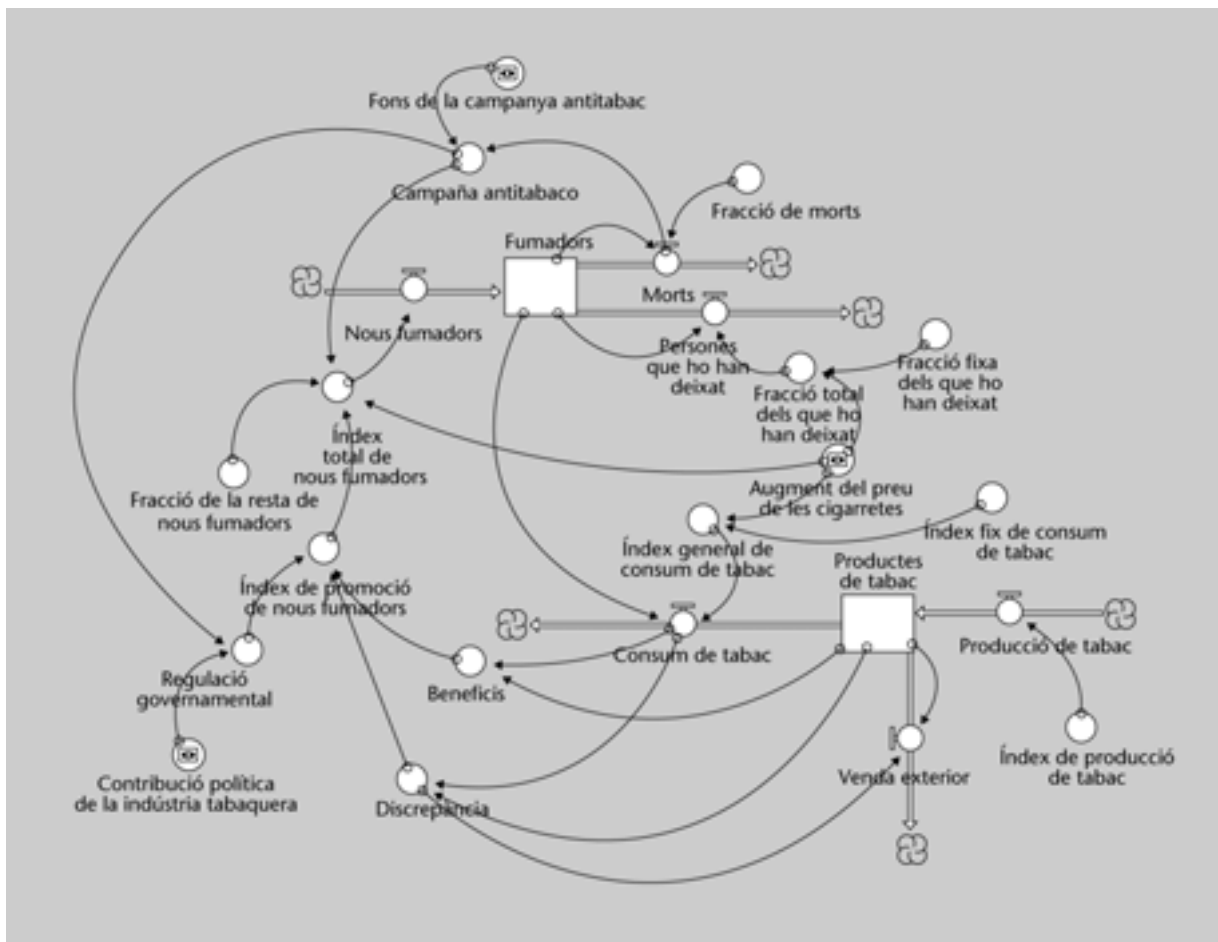 Fons de la campanya antitabac
Campaña antitabaco
Fracció de morts
Fumadors
Morts
Nous fumadors
Persones
que ho han
deixat
Fracció fixa
dels que ho
han deixat
Fracció total
dels que ho
han deixat
Índex
total de
nous fumadors
Fracció de la resta de
nous fumadors
Augment del preu
de les cigarretes
Índex fix de consum
de tabac
Índex general de
consum de tabac
Productes
de tabac
Índex de promoció
de nous fumadors
Consum de tabac
Producció de tabac
Regulació
governamental
Beneficis
Contribució política
de la indústria tabaquera
Discrepància
Venda exterior
Índex de producció
de tabac